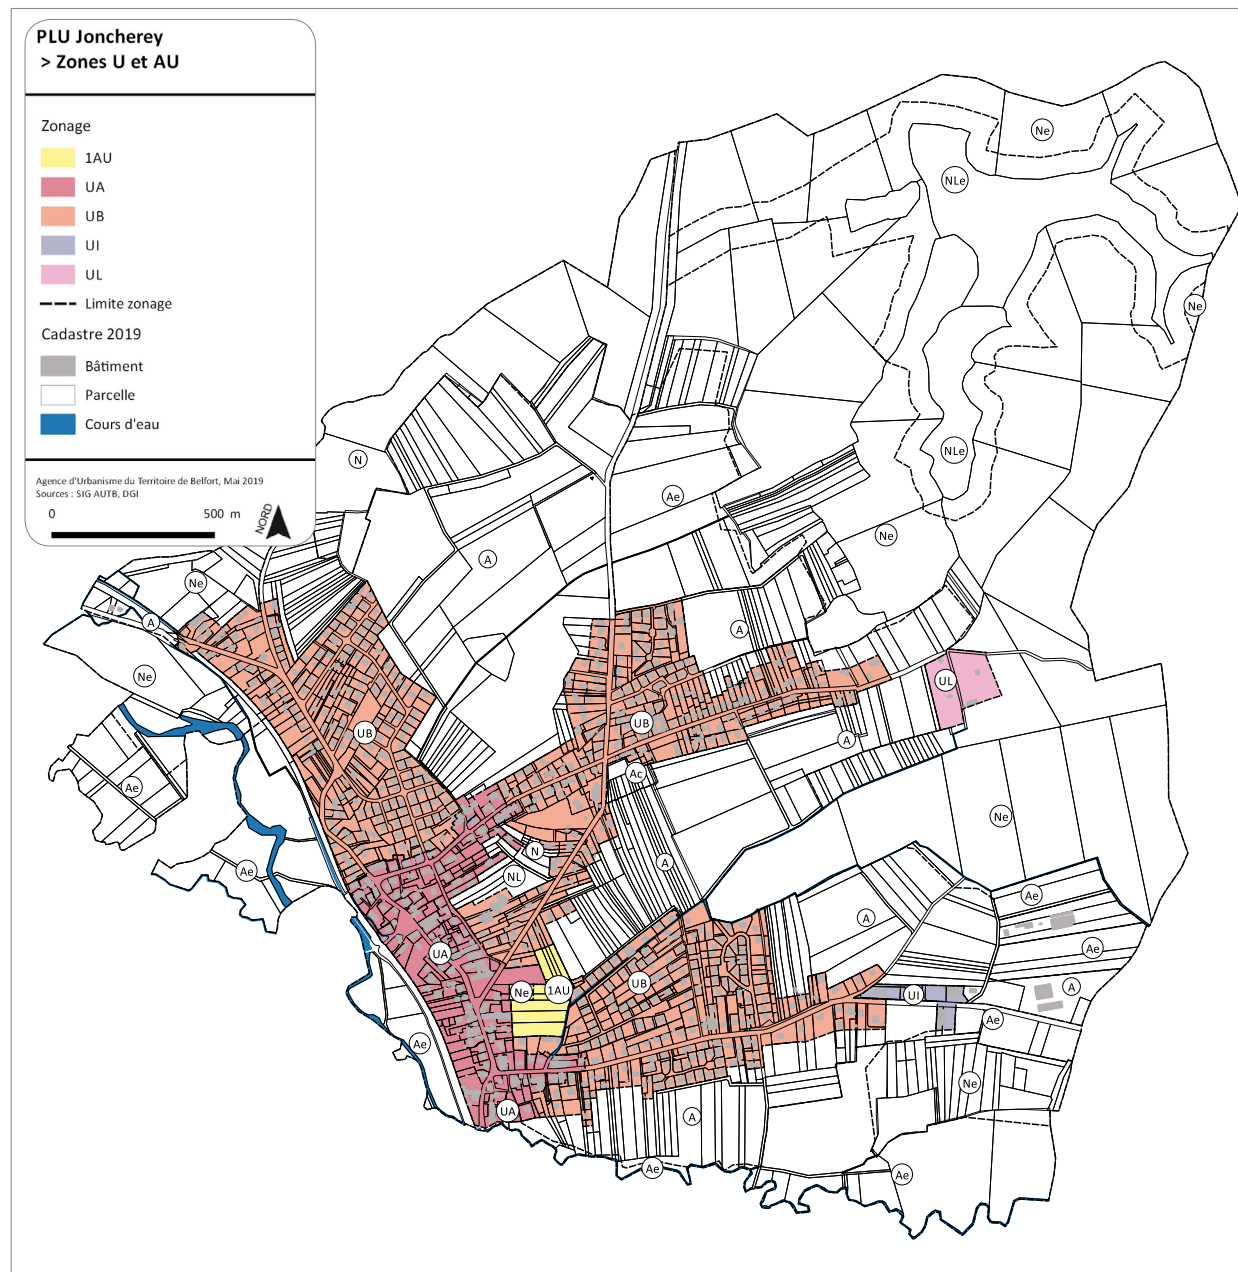 PLU Joncherey
> Zones U et AU
Zonage
1AU
UA
UB
UI
UL
Limite zonage
Cadastre 2019
Bâtiment
Parcelle
Cours d'eau
Agence d'Urbanisme du Territoire de Belfort, Mai 2019
Sources : SIG AUTB, DGI
0 500 m
NORD
Ne
NLe
Ne
N
NLe
Ae
Ne
A
Ne
A
A
Ne
UL
UB
UB
A
Ac
Ae
Ne
N
A
Ae
NL
Ae
A
Ae
UA
UB
Ne
1AU
UI
A
Ae
Ae
Ne
UA
A
Ae
Ae